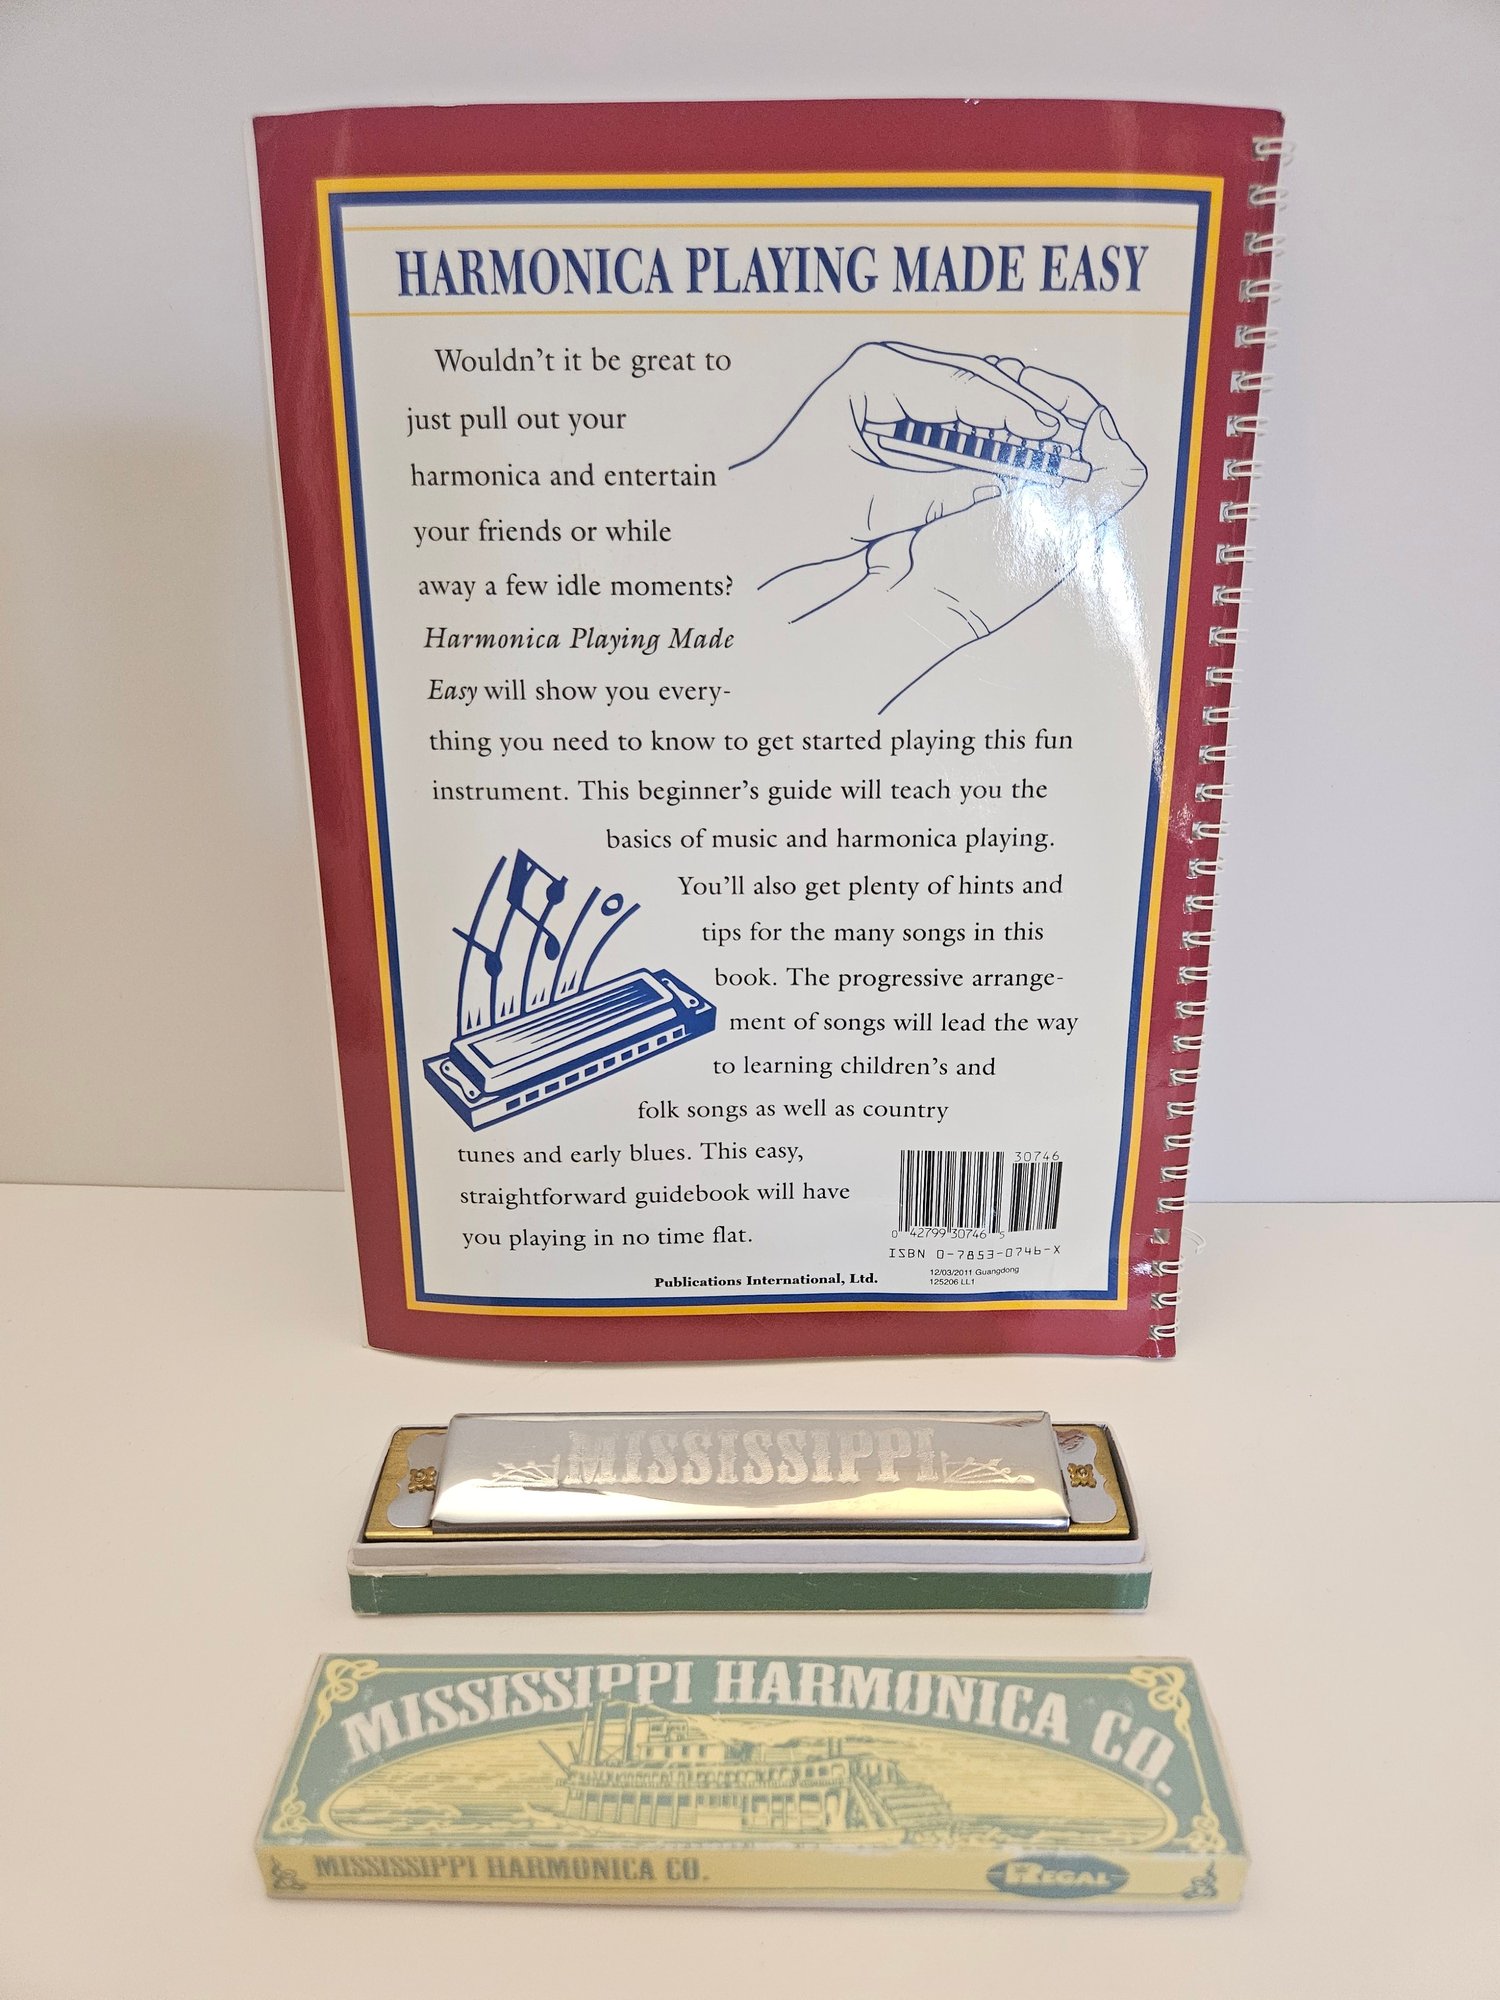 HARMONICA PLAYING MADE EASY
Wouldn't it be great to
just pull out your
harmonica and entertain
your friends or while
away a few idle moments?
Harmonica Playing Made
Easy will show you every-
thing you need to know to get started playing this fun
instrument. This beginner's guide will teach you the
basics of music and harmonica playing.
You'll also get plenty of hints and
tips for the many songs in this
book. The progressive arrange-
ment of songs will lead the way
to learning children's and
folk songs as well as country
tunes and early blues. This easy,
straightforward guidebook will have
you playing in no time flat.
30746
0 42799 30746 5
ISBN 0-7853-0746-X
12/03/2011 Guangdong
125206 LL1
Publications International, Ltd.
MISSISSIPPI
MISSISSIPPI HARMONICA CO.
MISSISSIPPI HARMONICA CO.
REGAL